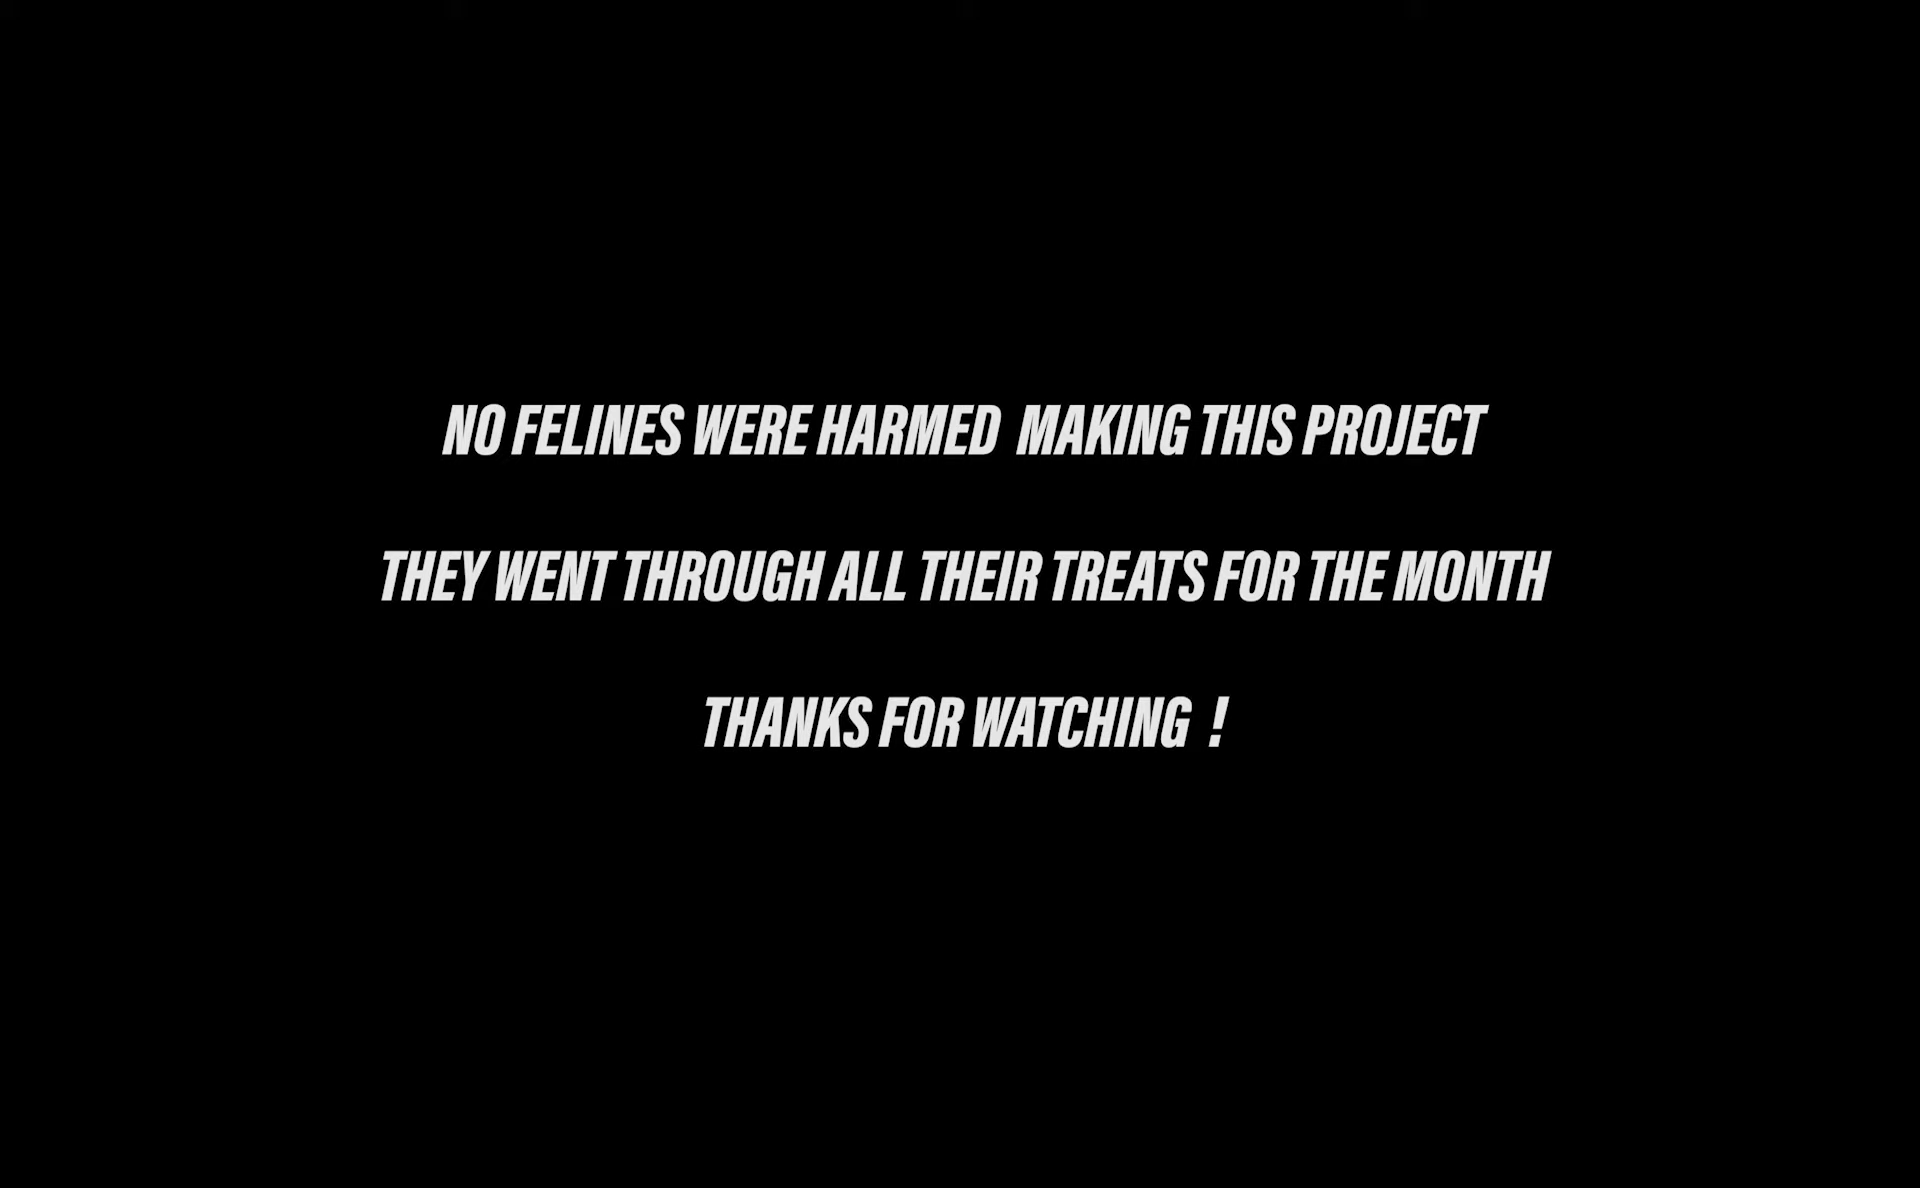 NO FELINES WERE HARMED  MAKING THIS PROJECT
THEY WENT THROUGH ALL THEIR TREATS FOR THE MONTH
THANKS FOR WATCHING  !